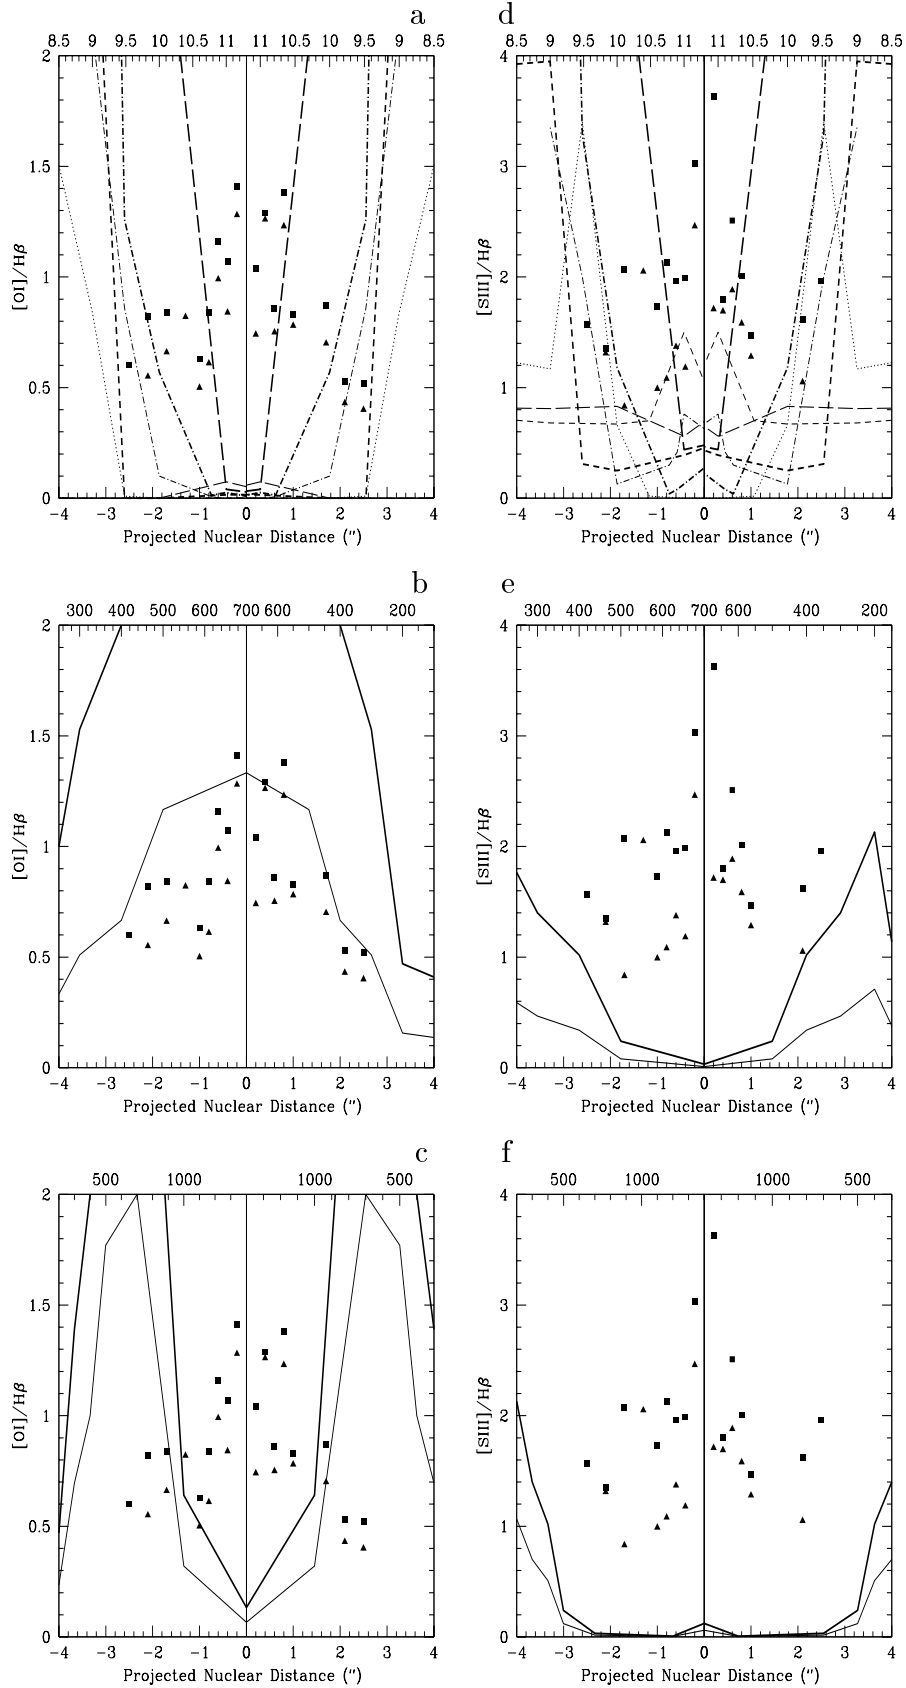 a
8.5 9 9.5 10 10.5 11 11 10.5 10 9.5 9 8.5
2
1.5
1
0.5
0
[OI]/Hβ
−4 −3 −2 −1 0 1 2 3 4
Projected Nuclear Distance (″)
d
8.5 9 9.5 10 10.5 11 11 10.5 10 9.5 9 8.5
4
3
2
1
0
[SIII]/Hβ
−4 −3 −2 −1 0 1 2 3 4
Projected Nuclear Distance (″)
b
300 400 500 600 700 600 400 200
2
1.5
1
0.5
0
[OI]/Hβ
−4 −3 −2 −1 0 1 2 3 4
Projected Nuclear Distance (″)
e
300 400 500 600 700 600 400 200
4
3
2
1
0
[SIII]/Hβ
−4 −3 −2 −1 0 1 2 3 4
Projected Nuclear Distance (″)
c
500 1000 1000 500
2
1.5
1
0.5
0
[OI]/Hβ
−4 −3 −2 −1 0 1 2 3 4
Projected Nuclear Distance (″)
f
500 1000 1000 500
4
3
2
1
0
[SIII]/Hβ
−4 −3 −2 −1 0 1 2 3 4
Projected Nuclear Distance (″)